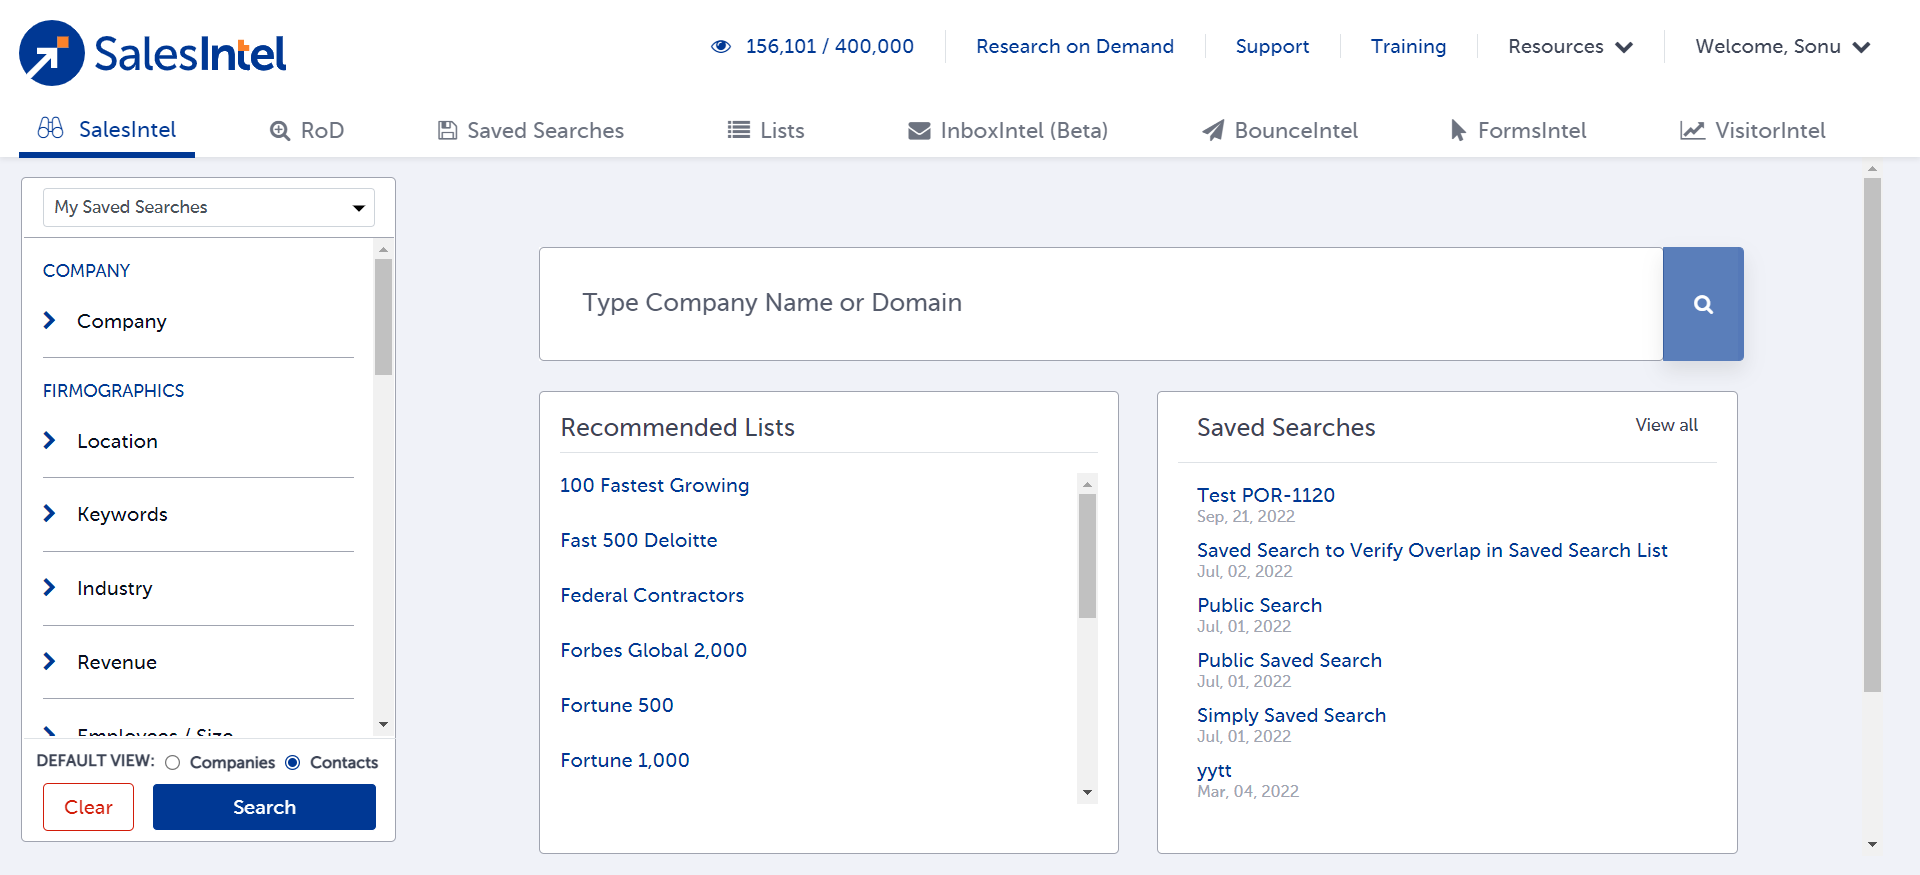 SalesIntel
156,101 / 400,000
Research on Demand
Support
Training
Resources
Welcome, Sonu
SalesIntel
RoD
Saved Searches
Lists
InboxIntel (Beta)
BounceIntel
FormsIntel
VisitorIntel
My Saved Searches
COMPANY
Company
FIRMOGRAPHICS
Location
Keywords
Industry
Revenue
Employees / Size
DEFAULT VIEW: Companies Contacts
Clear
Search
Type Company Name or Domain
Recommended Lists
100 Fastest Growing
Fast 500 Deloitte
Federal Contractors
Forbes Global 2,000
Fortune 500
Fortune 1,000
Saved Searches
View all
Test POR-1120
Sep, 21, 2022
Saved Search to Verify Overlap in Saved Search List
Jul, 02, 2022
Public Search
Jul, 01, 2022
Public Saved Search
Jul, 01, 2022
Simply Saved Search
Jul, 01, 2022
yytt
Mar, 04, 2022